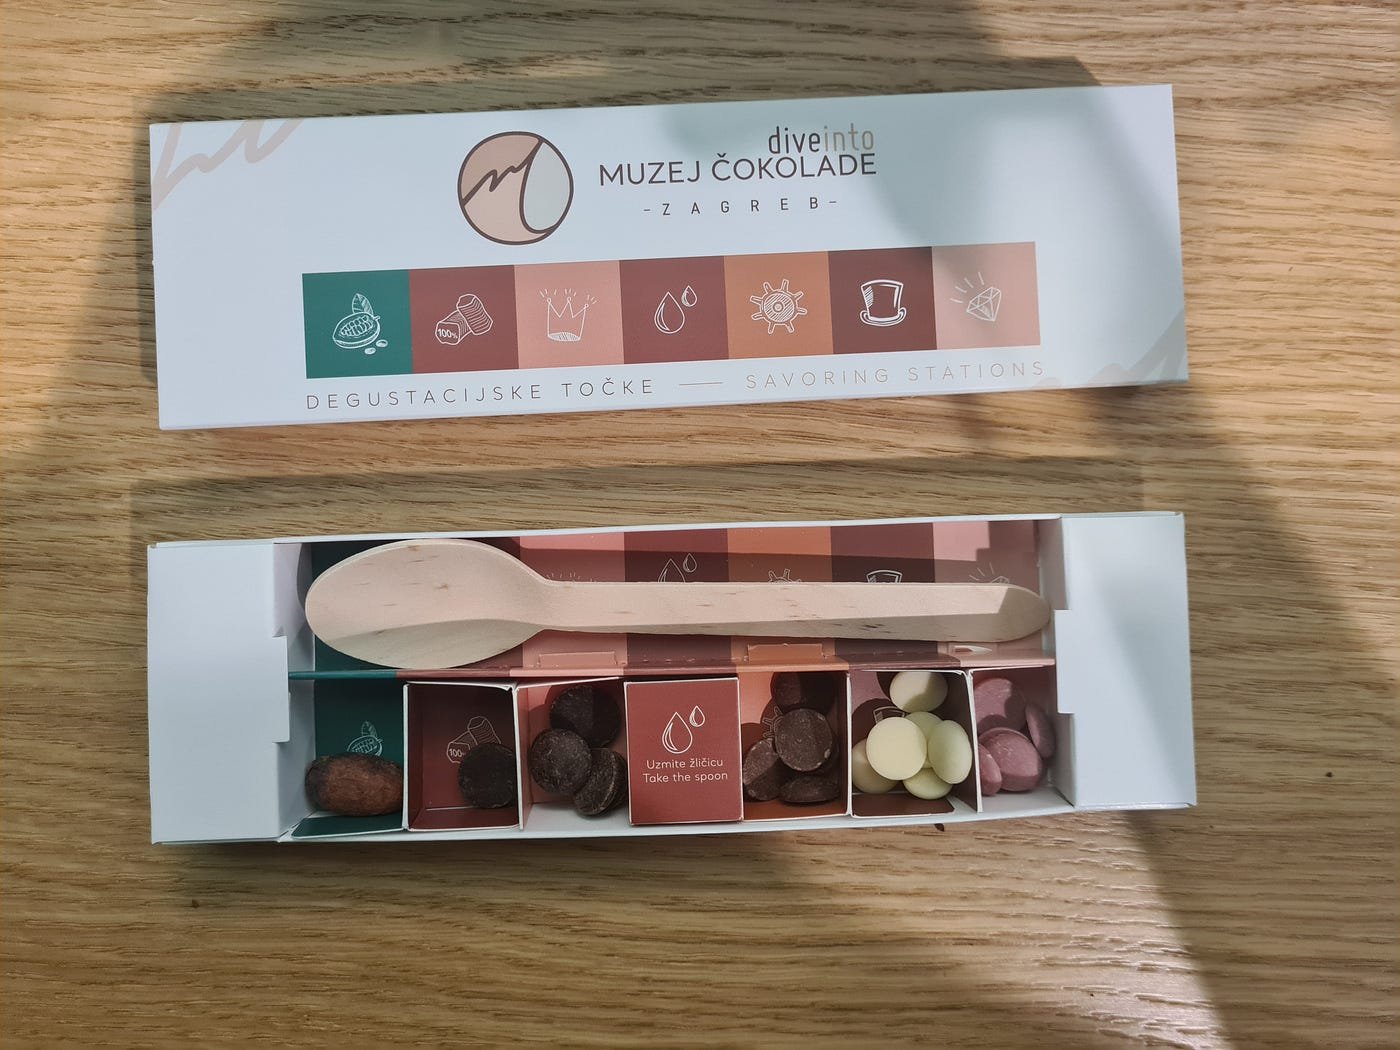 diveinto
MUZEJ ČOKOLADE
-ZAGREB-
100%
DEGUSTACIJSKE TOČKE — SAVORING STATIONS
100%
Uzmite žličicu
Take the spoon